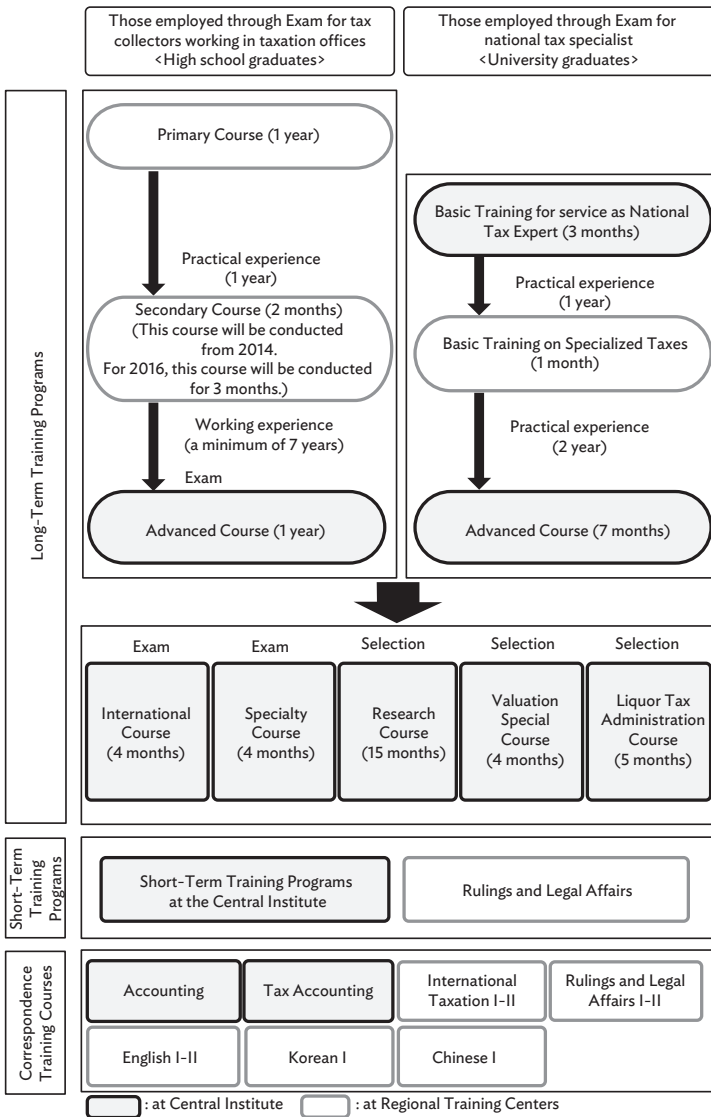 Those employed through Exam for tax
collectors working in taxation offices
<High school graduates>
Those employed through Exam for
national tax specialist
<University graduates>
Long-Term Training Programs
Primary Course (1 year)
Practical experience
(1 year)
Secondary Course (2 months)
(This course will be conducted
from 2014.
For 2016, this course will be conducted
for 3 months.)
Working experience
(a minimum of 7 years)
Exam
Advanced Course (1 year)
Basic Training for service as National
Tax Expert (3 months)
Practical experience
(1 year)
Basic Training on Specialized Taxes
(1 month)
Practical experience
(2 year)
Advanced Course (7 months)
Exam
International
Course
(4 months)
Exam
Specialty
Course
(4 months)
Selection
Research
Course
(15 months)
Selection
Valuation
Special
Course
(4 months)
Selection
Liquor Tax
Administration
Course
(5 months)
Short-Term
Training
Programs
Short-Term Training Programs
at the Central Institute
Rulings and Legal Affairs
Correspondence
Training Courses
Accounting
Tax Accounting
International
Taxation I-II
Rulings and Legal
Affairs I-II
English I-II
Korean I
Chinese I
: at Central Institute
: at Regional Training Centers